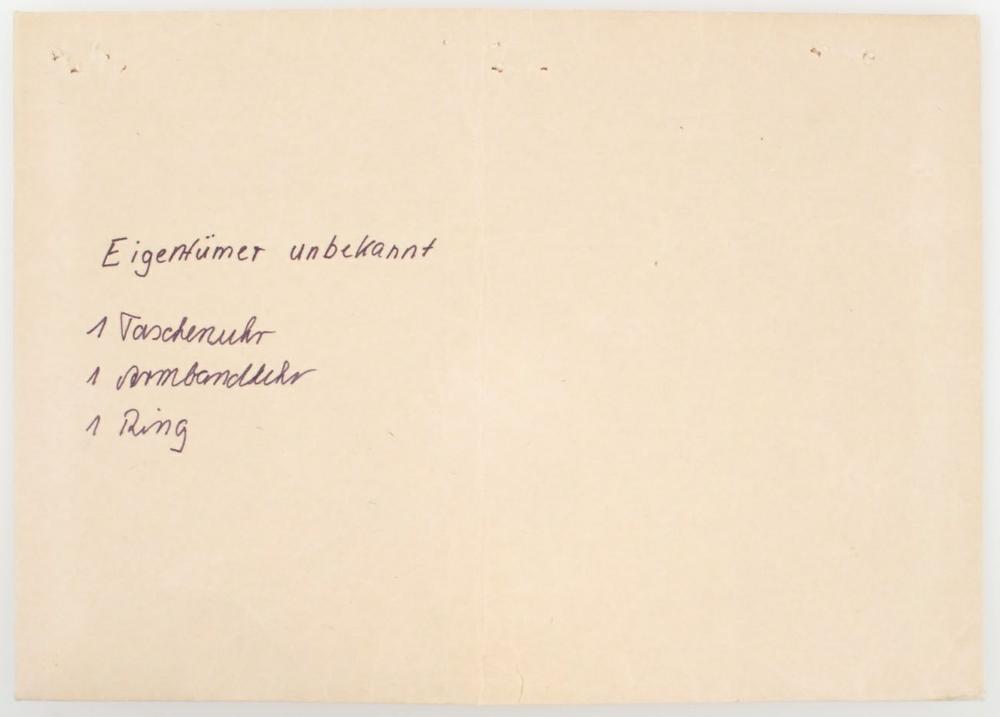 Eigentümer unbekannt
1 Taschenuhr
1 Armbanduhr
1 Ring